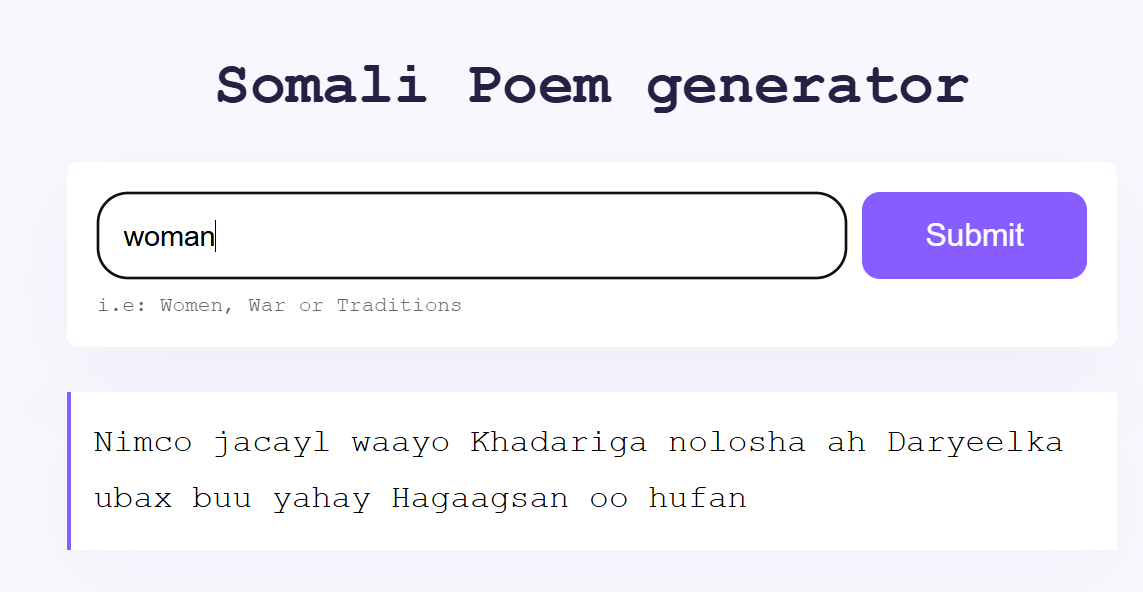 Somali Poem generator
woman
Submit
i.e: Women, War or Traditions
Nimco jacayl waayo Khadariga nolosha ah Daryeelka
ubax buu yahay Hagaagsan oo hufan